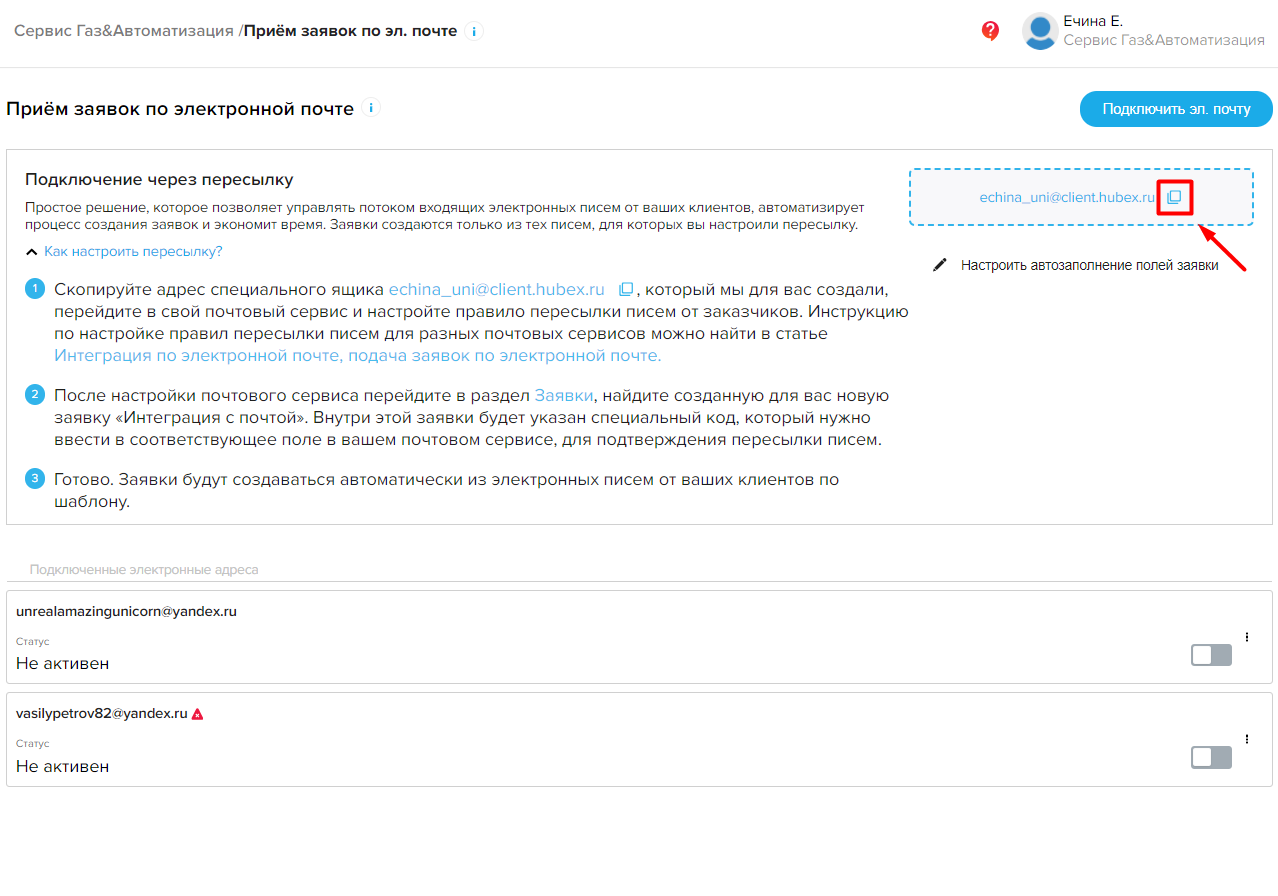 Сервис Газ&Автоматизация /Приём заявок по эл. почте i
?
Ечина Е.
Сервис Газ&Автоматизация
Приём заявок по электронной почте i
Подключить эл. почту
Подключение через пересылку
Простое решение, которое позволяет управлять потоком входящих электронных писем от ваших клиентов, автоматизирует
процесс создания заявок и экономит время. Заявки создаются только из тех писем, для которых вы настроили пересылку.
echina_uni@client.hubex.ru
Настроить автозаполнение полей заявки
Как настроить пересылку?
1 Скопируйте адрес специального ящика echina_uni@client.hubex.ru , который мы для вас создали,
перейдите в свой почтовый сервис и настройте правило пересылки писем от заказчиков. Инструкцию
по настройке правил пересылки писем для разных почтовых сервисов можно найти в статье
Интеграция по электронной почте, подача заявок по электронной почте.
2 После настройки почтового сервиса перейдите в раздел Заявки, найдите созданную для вас новую
заявку «Интеграция с почтой». Внутри этой заявки будет указан специальный код, который нужно
ввести в соответствующее поле в вашем почтовом сервисе, для подтверждения пересылки писем.
3 Готово. Заявки будут создаваться автоматически из электронных писем от ваших клиентов по
шаблону.
Подключенные электронные адреса
unrealamazingunicorn@yandex.ru
Статус
Не активен
vasilypetrov82@yandex.ru
Статус
Не активен